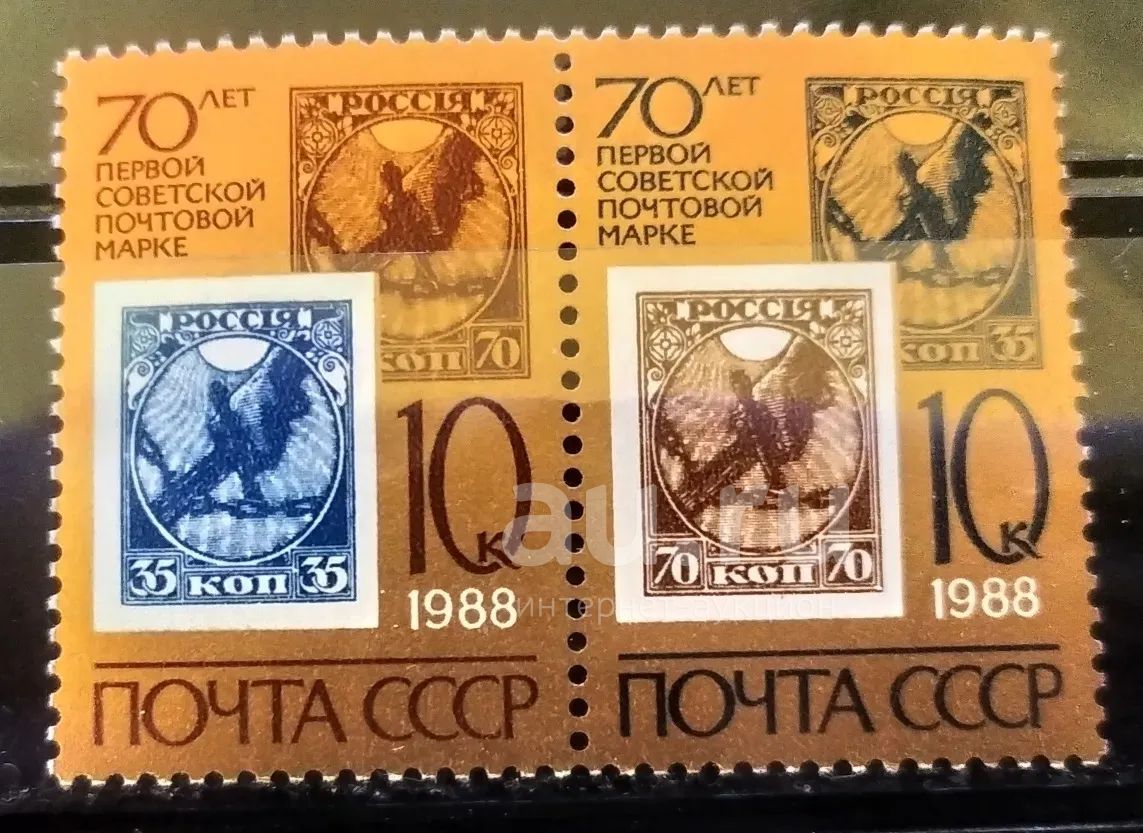 70 ЛЕТ
ПЕРВОЙ
СОВЕТСКОЙ
ПОЧТОВОЙ
МАРКЕ
РОССІЯ
КОП 70
РОССІЯ
35 КОП 35
10 к
1988
ПОЧТА СССР
70 ЛЕТ
ПЕРВОЙ
СОВЕТСКОЙ
ПОЧТОВОЙ
МАРКЕ
РОССІЯ
КОП 35
РОССІЯ
70 КОП 70
10 к
1988
ПОЧТА СССР
au.ru
интернет-аукцион